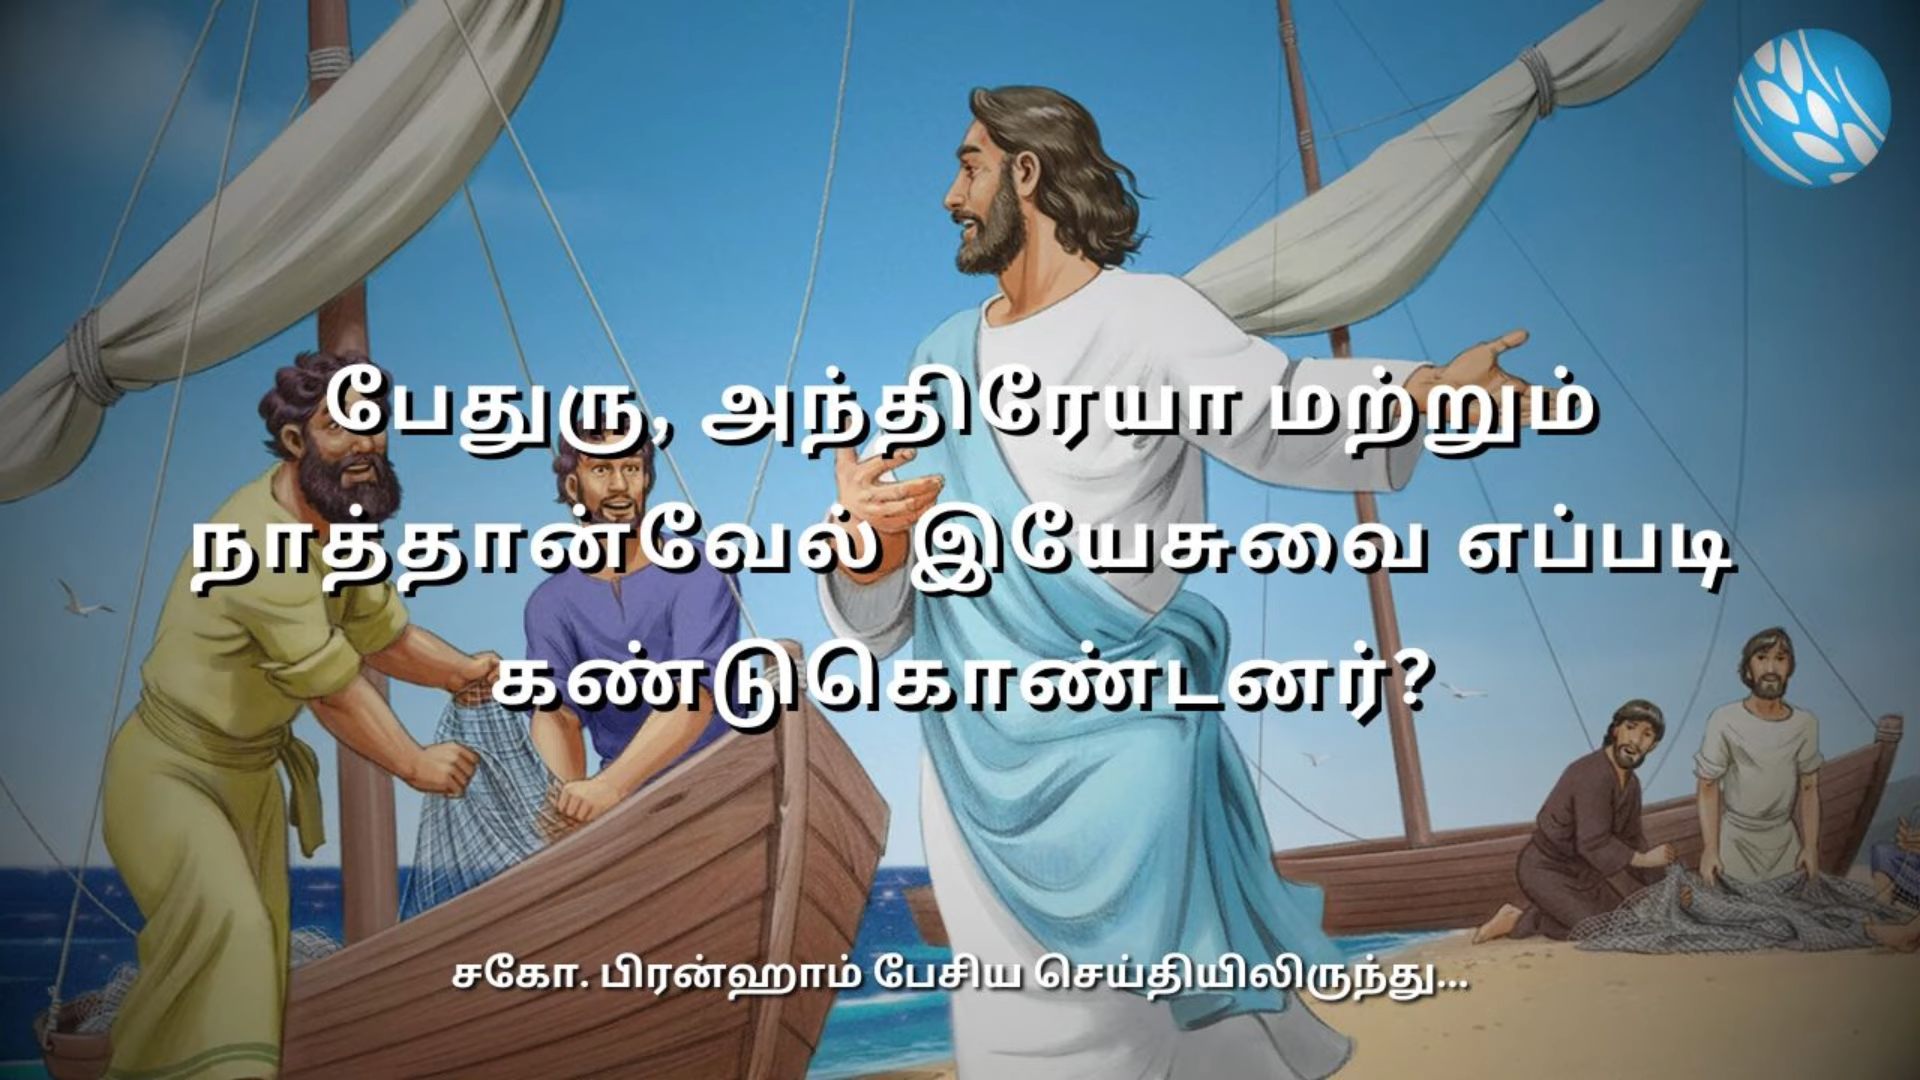 பேதுரு, அந்திரேயா மற்றும்
நாத்தான்வேல் இயேசுவை எப்படி
கண்டுகொண்டனர்?
சகோ. பிரன்ஹாம் பேசிய செய்தியிலிருந்து...